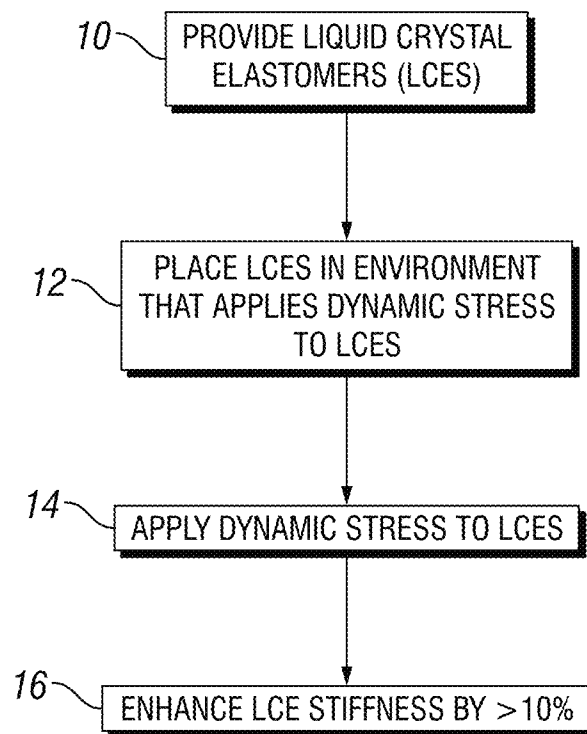 10
PROVIDE LIQUID CRYSTAL
ELASTOMERS (LCES)
12
PLACE LCES IN ENVIRONMENT
THAT APPLIES DYNAMIC STRESS
TO LCES
14
APPLY DYNAMIC STRESS TO LCES
16
ENHANCE LCE STIFFNESS BY >10%